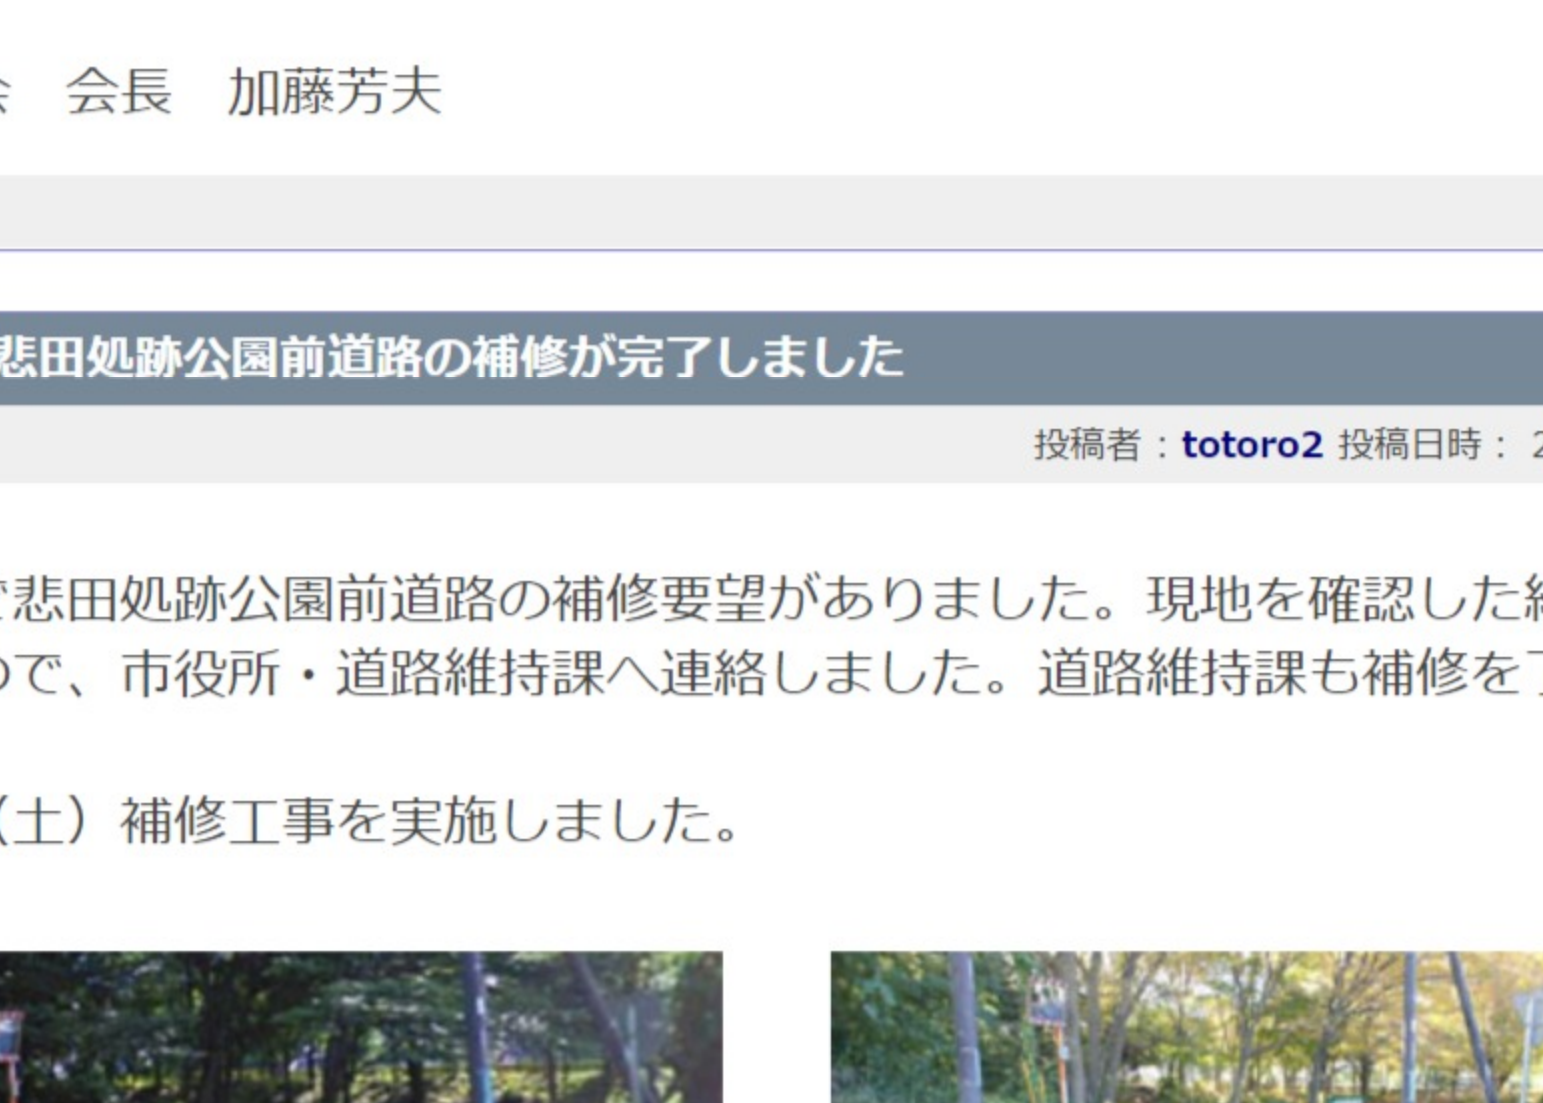 会 会長 加藤芳夫
悲田処跡公園前道路の補修が完了しました
投稿者：totoro2 投稿日時： 2
で悲田処跡公園前道路の補修要望がありました。現地を確認した結
ので、市役所・道路維持課へ連絡しました。道路維持課も補修を了
（土）補修工事を実施しました。